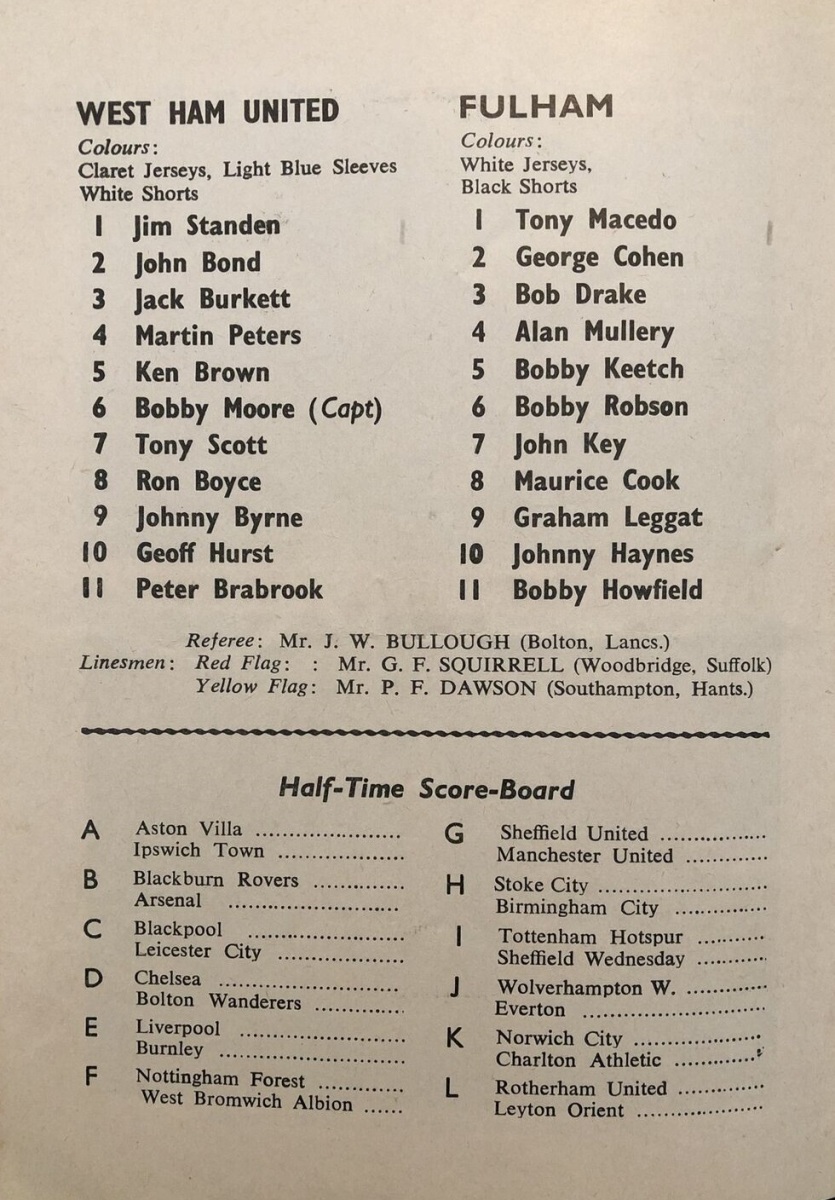 WEST HAM UNITED
Colours:
Claret Jerseys, Light Blue Sleeves
White Shorts
1 Jim Standen
2 John Bond
3 Jack Burkett
4 Martin Peters
5 Ken Brown
6 Bobby Moore (Capt)
7 Tony Scott
8 Ron Boyce
9 Johnny Byrne
10 Geoff Hurst
11 Peter Brabrook
FULHAM
Colours:
White Jerseys,
Black Shorts
1 Tony Macedo
2 George Cohen
3 Bob Drake
4 Alan Mullery
5 Bobby Keetch
6 Bobby Robson
7 John Key
8 Maurice Cook
9 Graham Leggat
10 Johnny Haynes
11 Bobby Howfield
Referee: Mr. J. W. BULLOUGH (Bolton, Lancs.)
Linesmen: Red Flag: : Mr. G. F. SQUIRRELL (Woodbridge, Suffolk)
Yellow Flag: Mr. P. F. DAWSON (Southampton, Hants.)
Half-Time Score-Board
A Aston Villa .....................
Ipswich Town ..................
B Blackburn Rovers .............
Arsenal ........................
C Blackpool ......................
Leicester City ..................
D Chelsea .........................
Bolton Wanderers .............
E Liverpool .......................
Burnley ..........................
F Nottingham Forest ............
West Bromwich Albion ......
G Sheffield United ................
Manchester United ............
H Stoke City ........................
Birmingham City .............
I Tottenham Hotspur ..........
Sheffield Wednesday ..........
J Wolverhampton W. ............
Everton ..........................
K Norwich City ...................
Charlton Athletic .............
L Rotherham United .............
Leyton Orient ..................